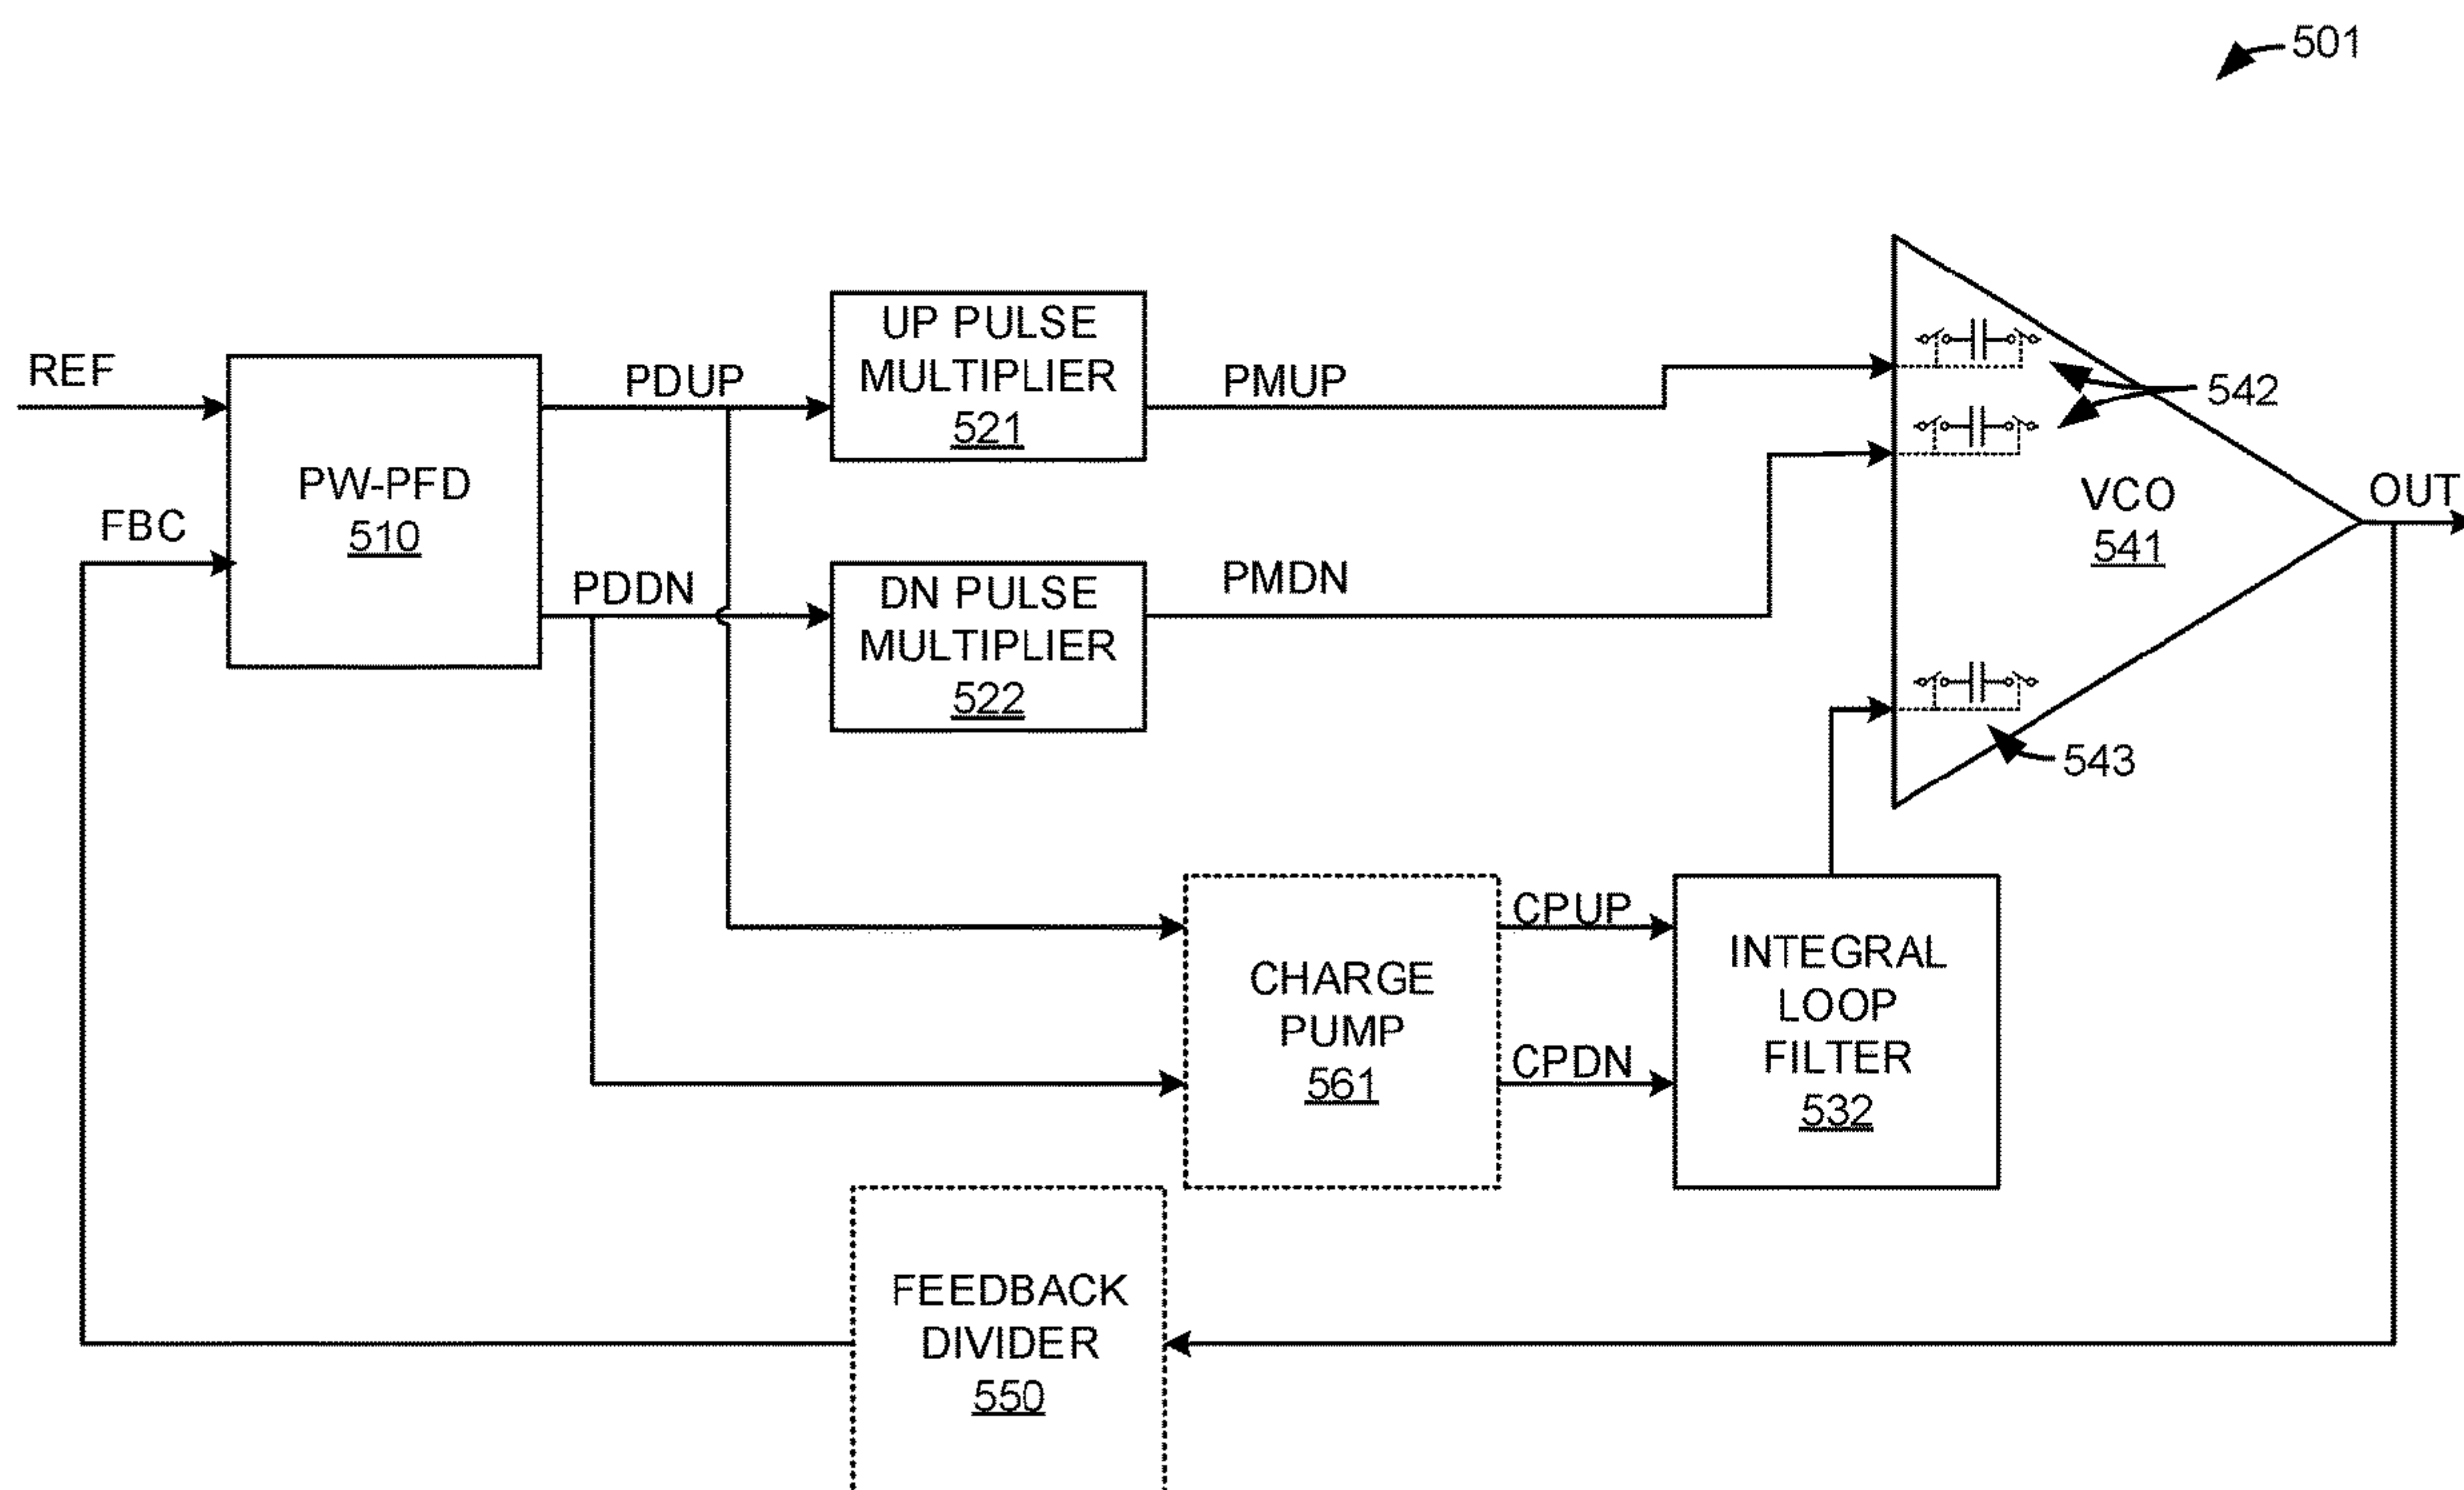 501
REF
FBC
PW-PFD
510
PDUP
PDDN
UP PULSE
MULTIPLIER
521
DN PULSE
MULTIPLIER
522
PMUP
PMDN
542
VCO
541
OUT
543
CHARGE
PUMP
561
CPUP
CPDN
INTEGRAL
LOOP
FILTER
532
FEEDBACK
DIVIDER
550